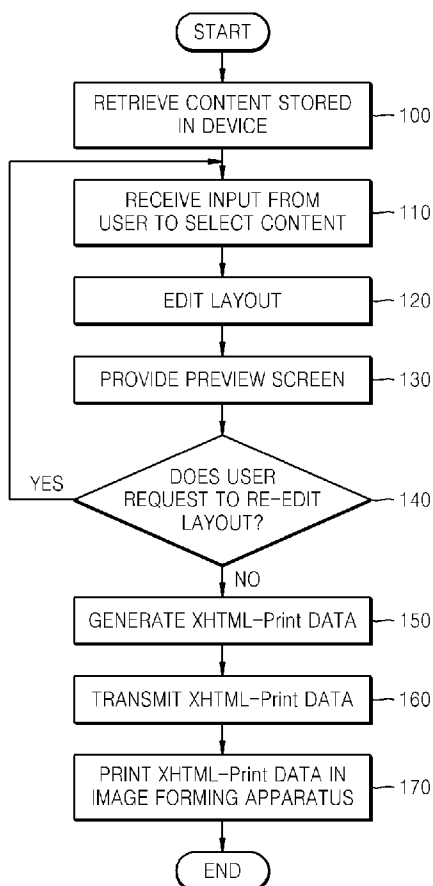 START
RETRIEVE CONTENT STORED
IN DEVICE
100
RECEIVE INPUT FROM
USER TO SELECT CONTENT
110
EDIT LAYOUT
120
PROVIDE PREVIEW SCREEN
130
YES
DOES USER
REQUEST TO RE-EDIT
LAYOUT?
140
NO
GENERATE XHTML-Print DATA
150
TRANSMIT XHTML-Print DATA
160
PRINT XHTML-Print DATA IN
IMAGE FORMING APPARATUS
170
END